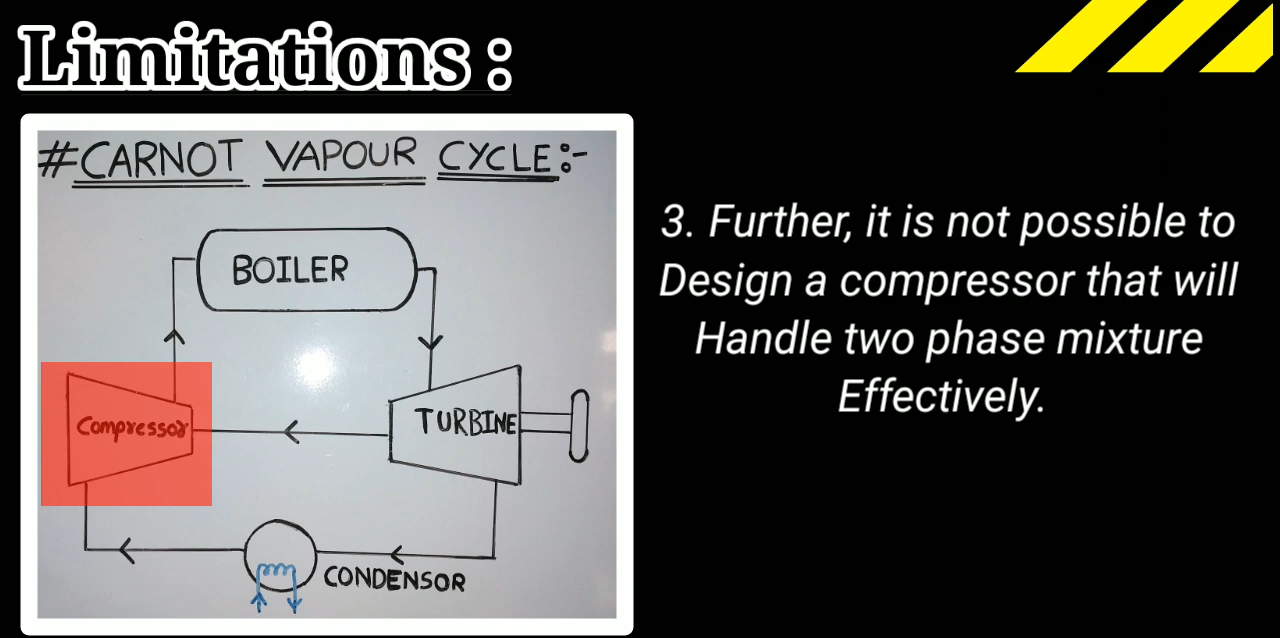 Limitations :
#CARNOT VAPOUR CYCLE:-
BOILER
Compressor
TURBINE
CONDENSOR
3. Further, it is not possible to
Design a compressor that will
Handle two phase mixture
Effectively.